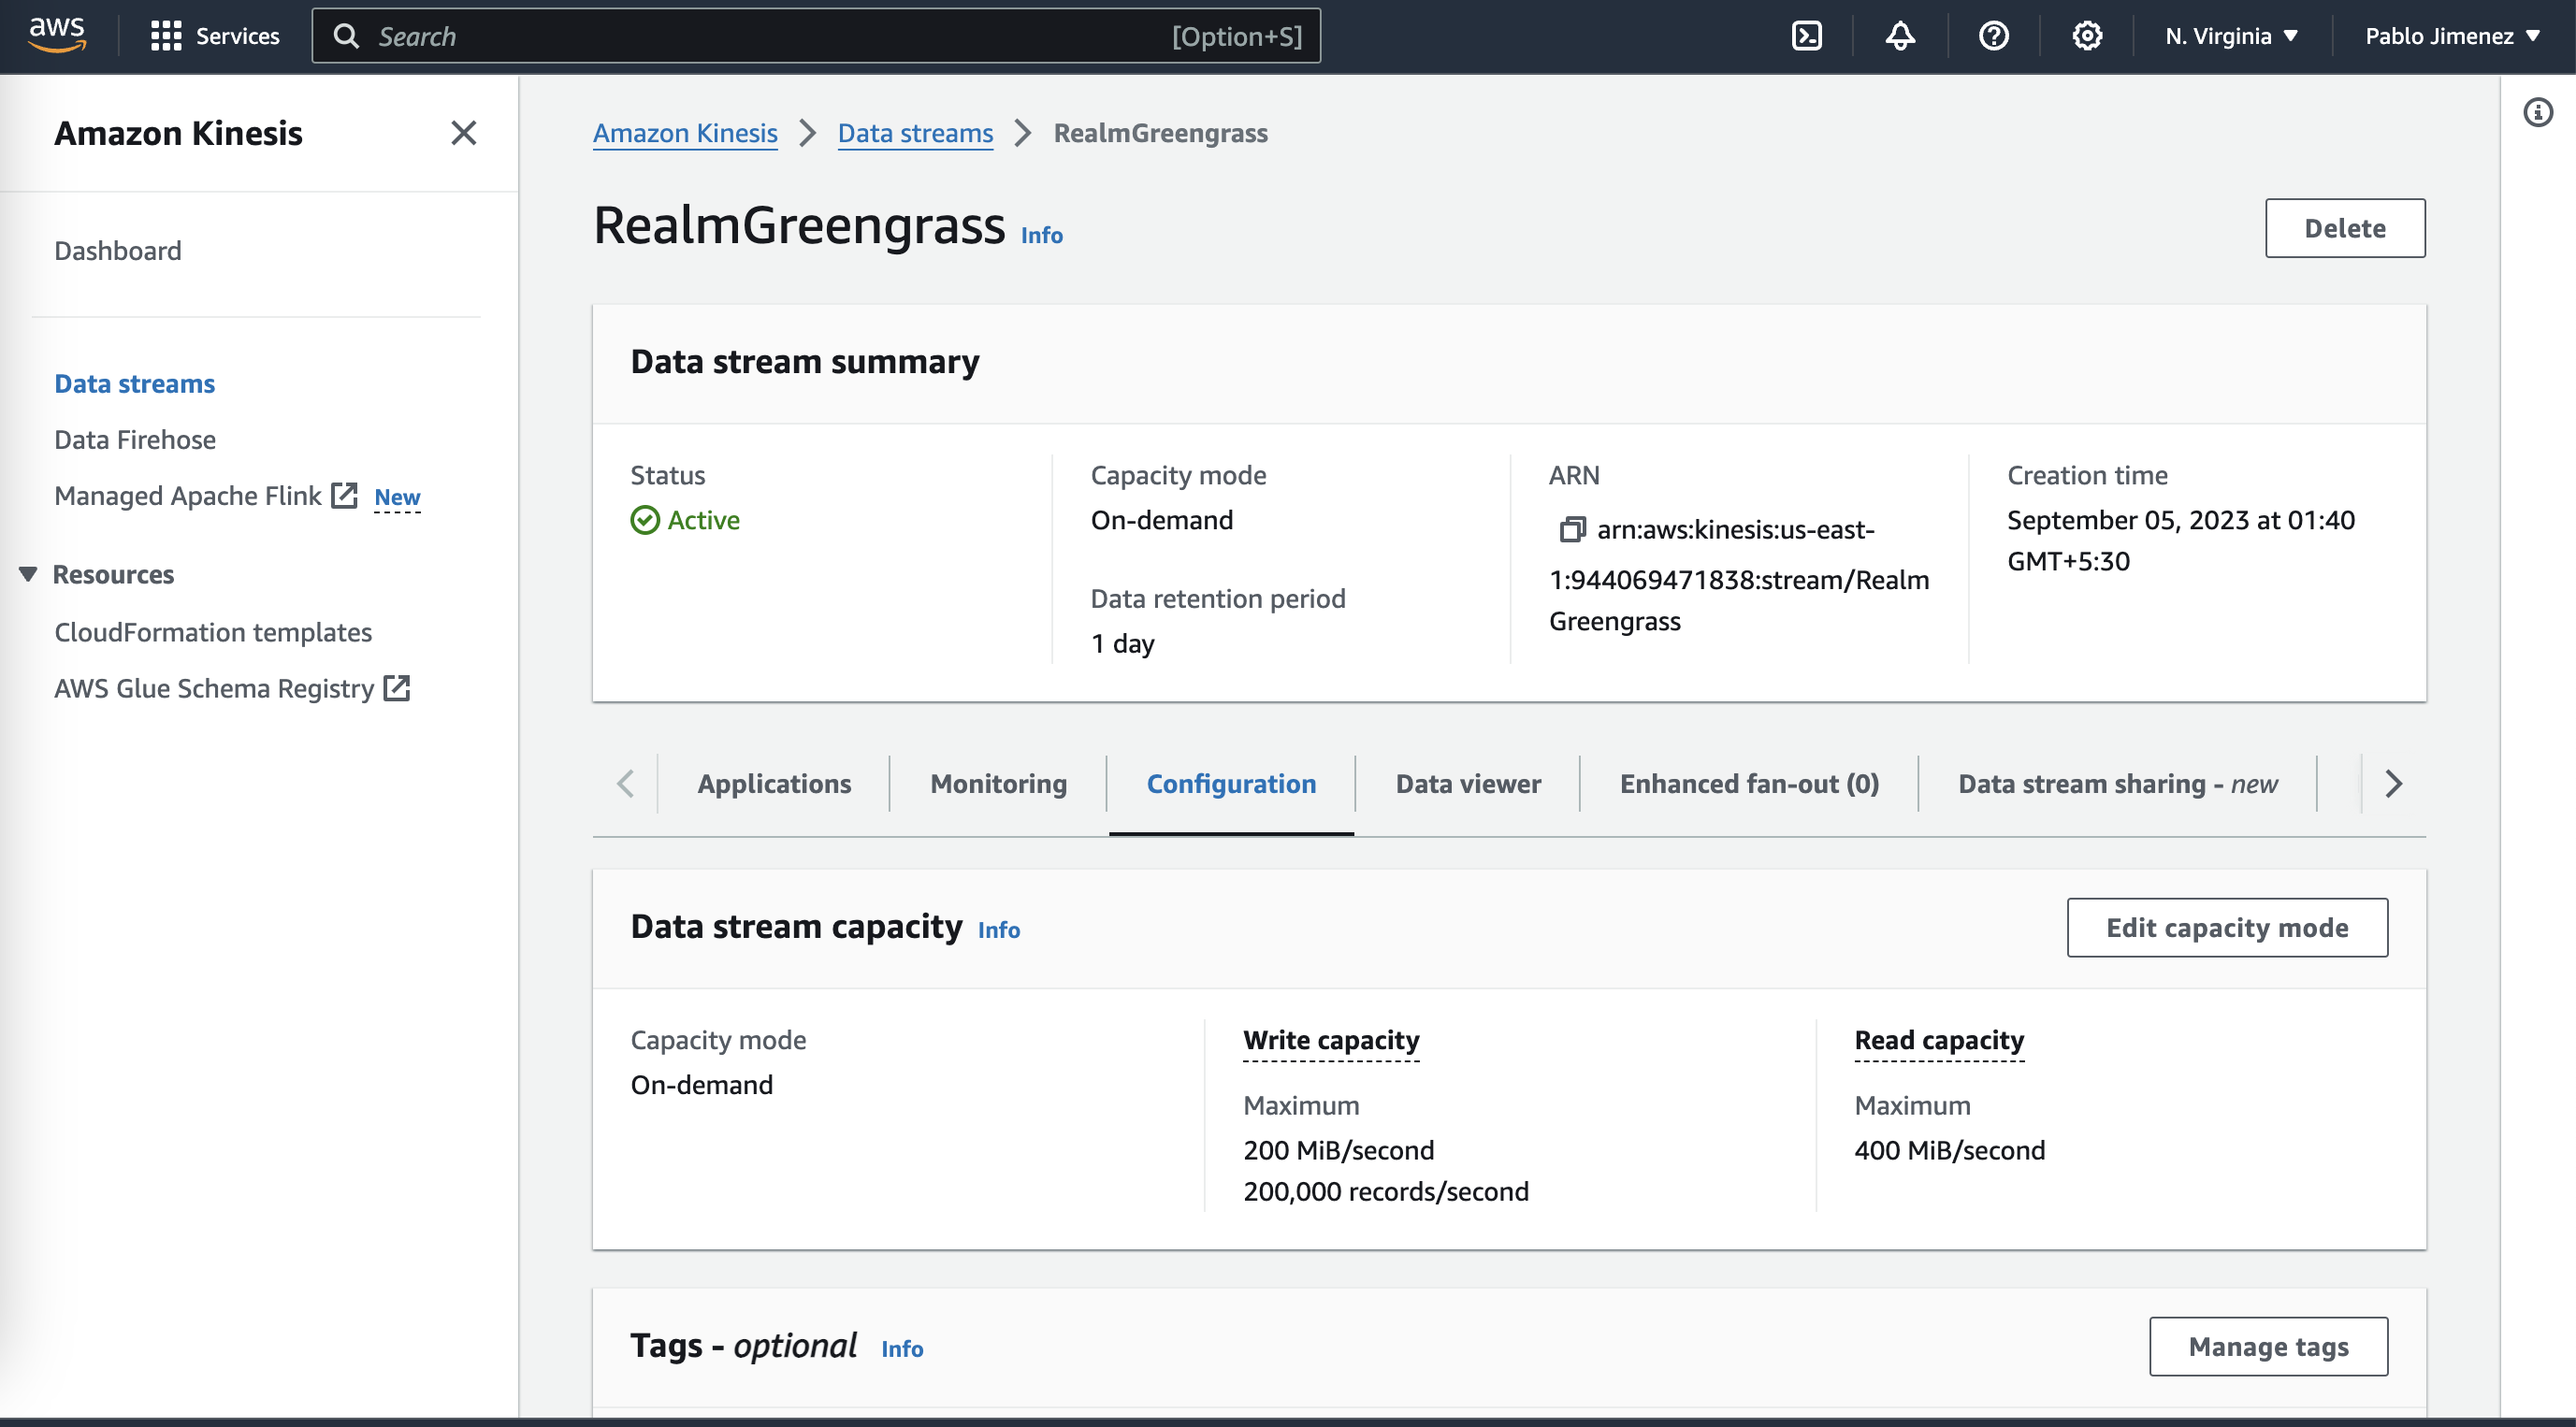 aws
Services
Search
[Option+S]
N. Virginia
Pablo Jimenez
Amazon Kinesis
Dashboard
Data streams
Data Firehose
Managed Apache Flink New
Resources
CloudFormation templates
AWS Glue Schema Registry
Amazon Kinesis
Data streams
RealmGreengrass
RealmGreengrass Info
Delete
Data stream summary
Status
Active
Capacity mode
On-demand
Data retention period
1 day
ARN
arn:aws:kinesis:us-east-
1:944069471838:stream/Realm
Greengrass
Creation time
September 05, 2023 at 01:40
GMT+5:30
Applications
Monitoring
Configuration
Data viewer
Enhanced fan-out (0)
Data stream sharing - new
Data stream capacity Info
Edit capacity mode
Capacity mode
On-demand
Write capacity
Maximum
200 MiB/second
200,000 records/second
Read capacity
Maximum
400 MiB/second
Tags - optional Info
Manage tags